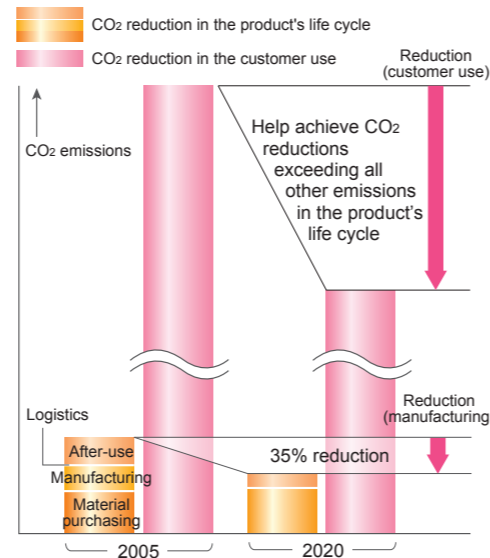 CO2 reduction in the product's life cycle
CO2 reduction in the customer use
Reduction
(customer use)
CO2 emissions
Help achieve CO2
reductions
exceeding all
other emissions
in the product's
life cycle
Reduction
(manufacturing
Logistics
After-use
Manufacturing
Material
purchasing
35% reduction
2005
2020